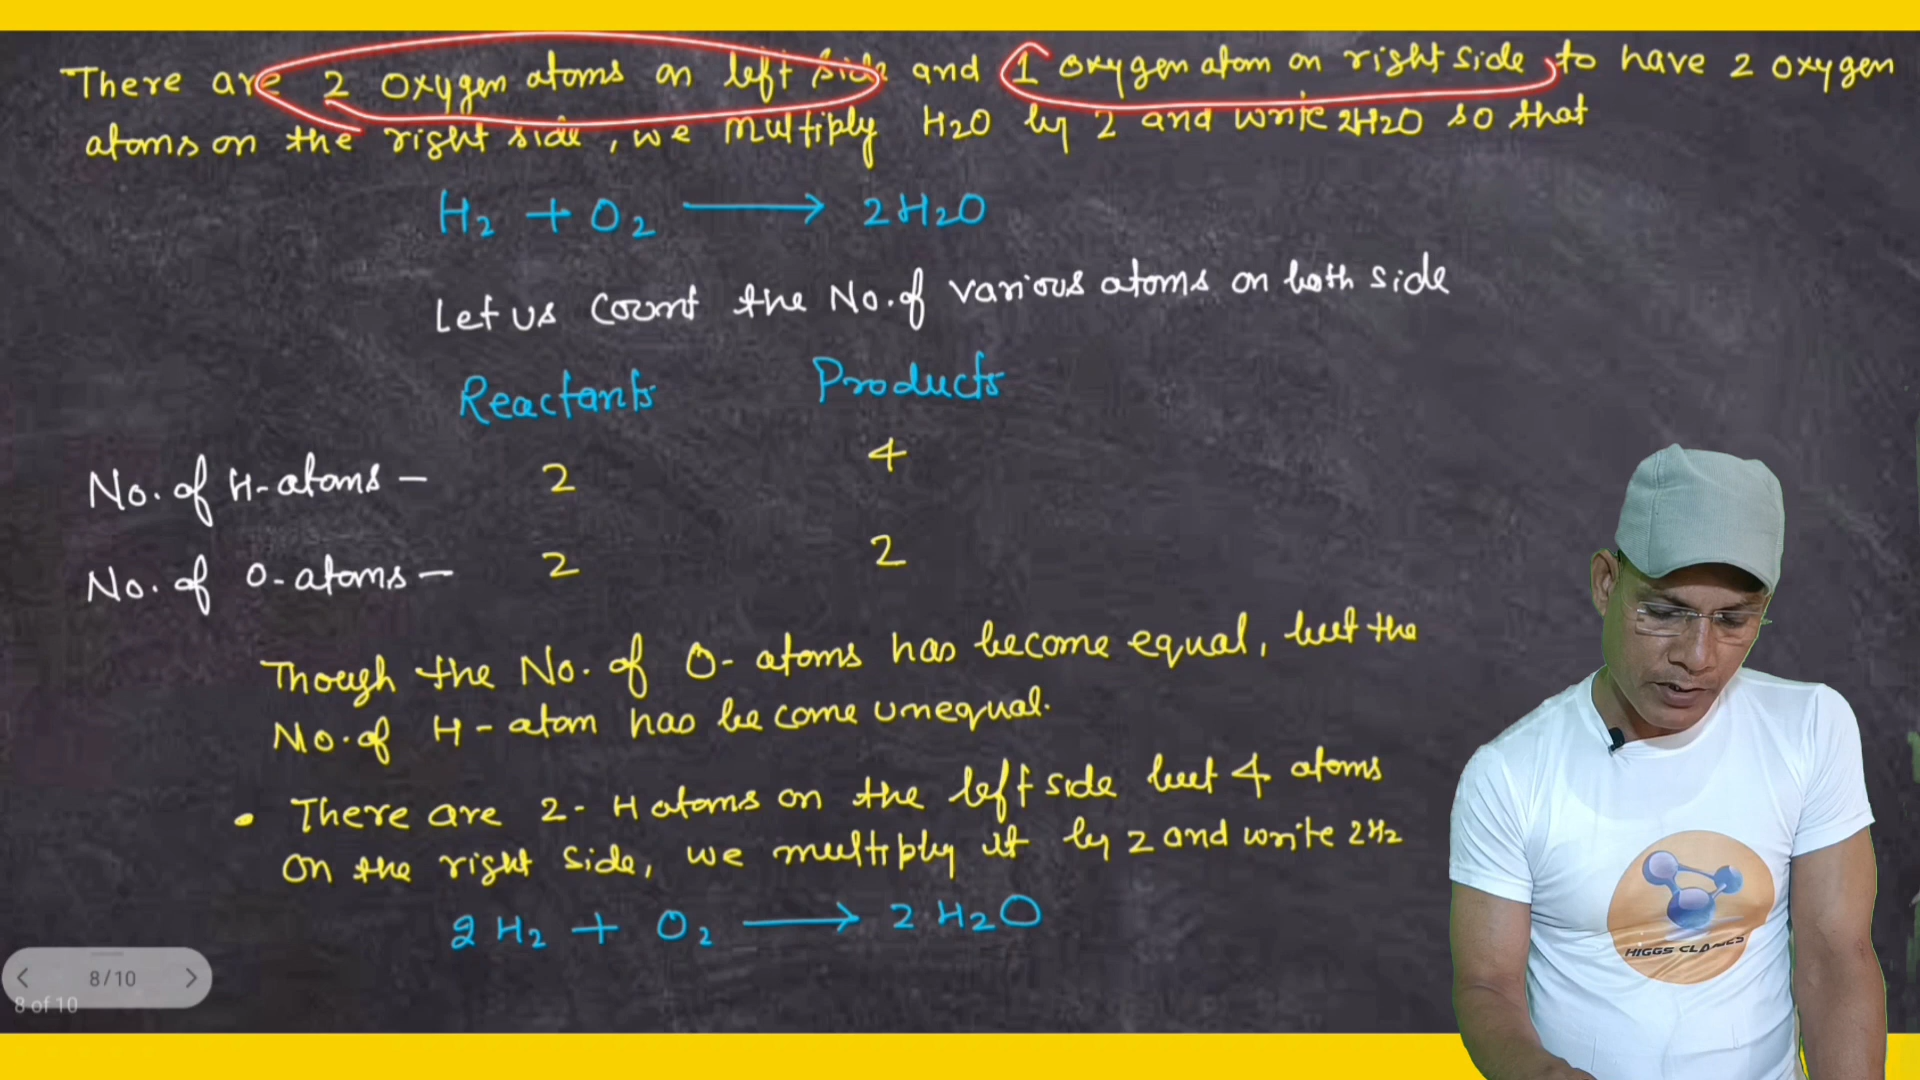 There are 2 oxygen atoms on left side and 1 oxygen atom on right side to have 2 oxygen
atoms on the right side, we multiply H2O by 2 and write 2H2O so that
H2 + O2 ⟶ 2H2O
Let us count the No. of various atoms on both side
Reactants Products
No. of H-atoms – 2 4
No. of O-atoms – 2 2
Though the No. of O-atoms has become equal, but the
No. of H-atom has become unequal.
• There are 2-H atoms on the left side but 4 atoms
on the right side, we multiply it by 2 and write 2H2
2H2 + O2 ⟶ 2H2O
8/10
8 of 10
HIGGS CLASSES